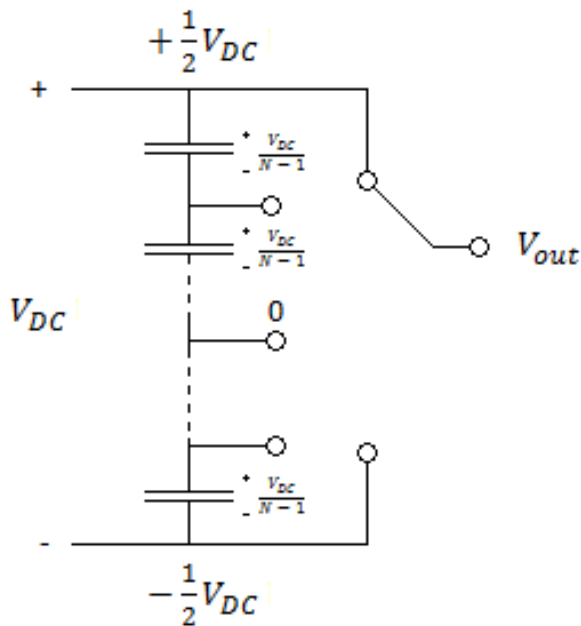 + 1/2 V_DC
+
+ V_DC/(N − 1) -
+ V_DC/(N − 1) -
V_out
V_DC
0
+ V_DC/(N − 1) -
-
− 1/2 V_DC